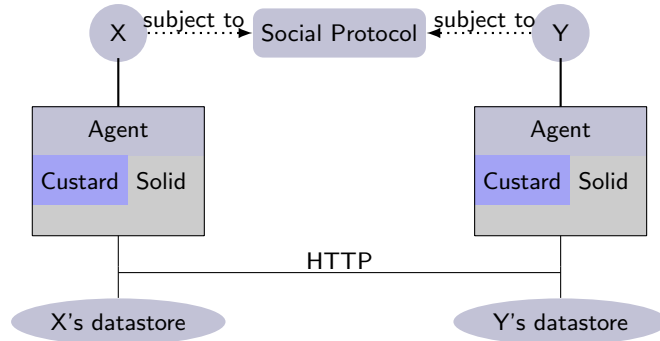 X subject to Social Protocol subject to Y
Agent Agent
Custard Solid Custard Solid
HTTP
X's datastore Y's datastore